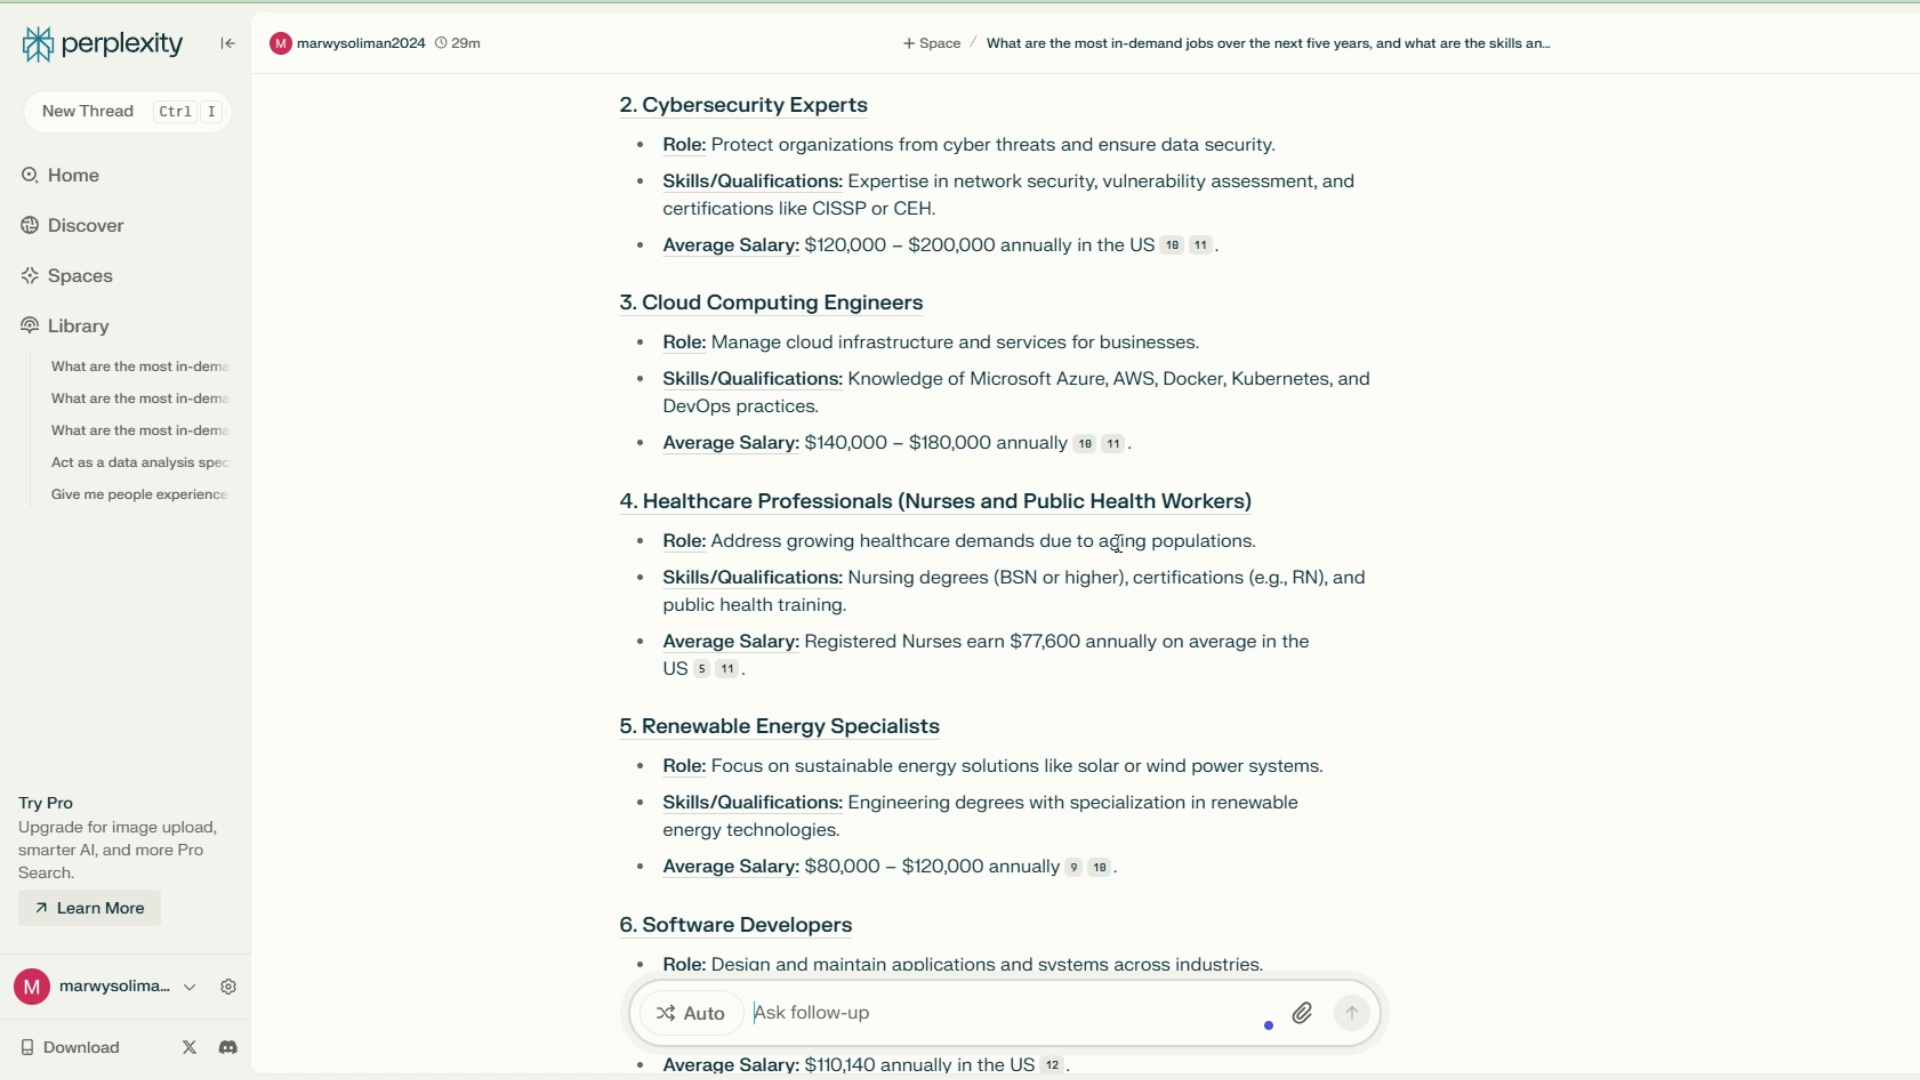 perplexity
New Thread Ctrl I
Home
Discover
Spaces
Library
What are the most in-dema
What are the most in-dema
What are the most in-dema
Act as a data analysis spec
Give me people experience
Try Pro
Upgrade for image upload,
smarter AI, and more Pro
Search.
Learn More
M marwysolima...
Download
M marwysoliman2024 29m
+ Space / What are the most in-demand jobs over the next five years, and what are the skills an...
2. Cybersecurity Experts
• Role: Protect organizations from cyber threats and ensure data security.
• Skills/Qualifications: Expertise in network security, vulnerability assessment, and
certifications like CISSP or CEH.
• Average Salary: $120,000 – $200,000 annually in the US 10 11 .
3. Cloud Computing Engineers
• Role: Manage cloud infrastructure and services for businesses.
• Skills/Qualifications: Knowledge of Microsoft Azure, AWS, Docker, Kubernetes, and
DevOps practices.
• Average Salary: $140,000 – $180,000 annually 10 11 .
4. Healthcare Professionals (Nurses and Public Health Workers)
• Role: Address growing healthcare demands due to aging populations.
• Skills/Qualifications: Nursing degrees (BSN or higher), certifications (e.g., RN), and
public health training.
• Average Salary: Registered Nurses earn $77,600 annually on average in the
US 5 11 .
5. Renewable Energy Specialists
• Role: Focus on sustainable energy solutions like solar or wind power systems.
• Skills/Qualifications: Engineering degrees with specialization in renewable
energy technologies.
• Average Salary: $80,000 – $120,000 annually 9 10 .
6. Software Developers
• Role: Design and maintain applications and systems across industries.
Auto Ask follow-up
• Average Salary: $110,140 annually in the US 12 .